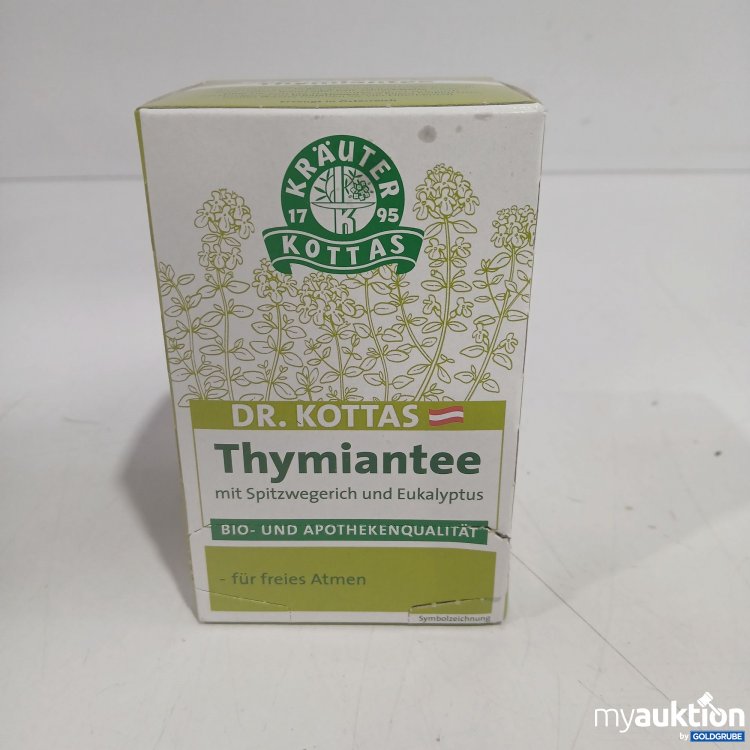 Thymiantee
KRÄUTER
17 95
K
KOTTAS
DR. KOTTAS
Thymiantee
mit Spitzwegerich und Eukalyptus
BIO- UND APOTHEKENQUALITÄT
- für freies Atmen
Symbolzeichnung
myauktion
by GOLDGRUBE